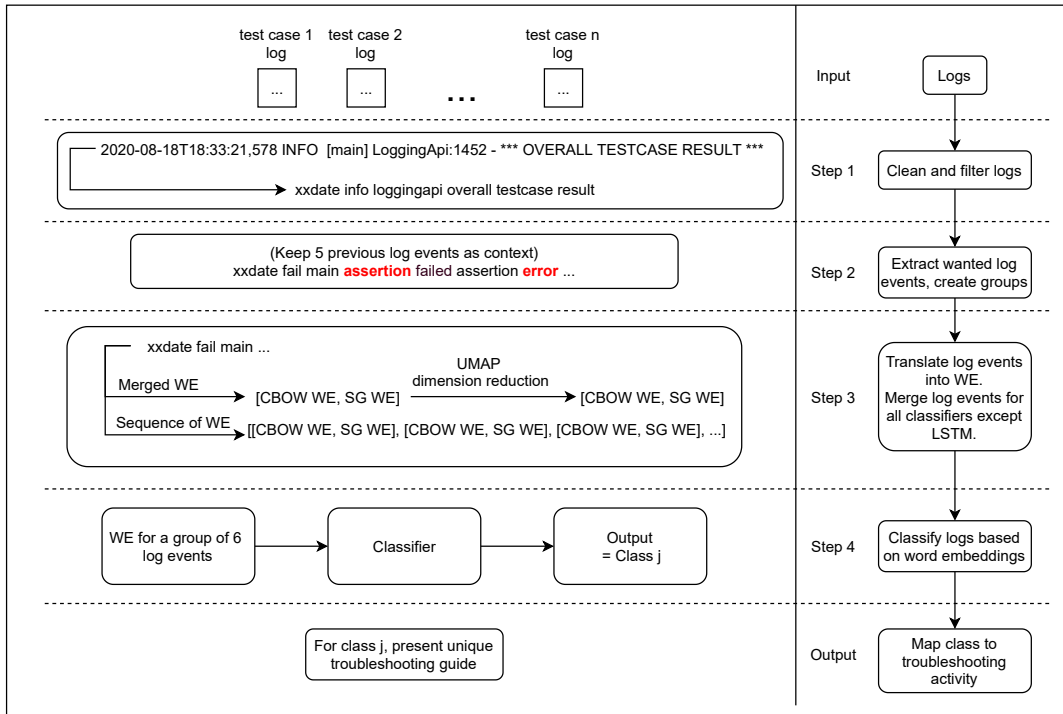 test case 1
log
...
test case 2
log
...
...
test case n
log
...
Input
Logs
2020-08-18T18:33:21,578 INFO [main] LoggingApi:1452 - *** OVERALL TESTCASE RESULT ***
xxdate info loggingapi overall testcase result
Step 1
Clean and filter logs
(Keep 5 previous log events as context)
xxdate fail main assertion failed assertion error ...
Step 2
Extract wanted log
events, create groups
xxdate fail main ...
Merged WE
[CBOW WE, SG WE]
UMAP
dimension reduction
[CBOW WE, SG WE]
Sequence of WE
[[CBOW WE, SG WE], [CBOW WE, SG WE], [CBOW WE, SG WE], ...]
Step 3
Translate log events
into WE.
Merge log events for
all classifiers except
LSTM.
WE for a group of 6
log events
Classifier
Output
= Class j
Step 4
Classify logs based
on word embeddings
For class j, present unique
troubleshooting guide
Output
Map class to
troubleshooting
activity